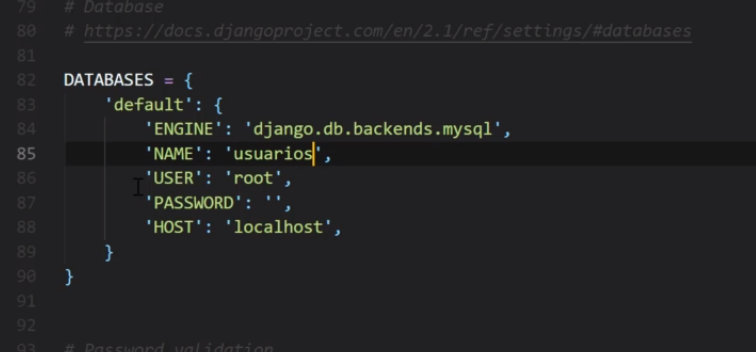 79 # Database
80 # https://docs.djangoproject.com/en/2.1/ref/settings/#databases
81
82 DATABASES = {
83 'default': {
84 'ENGINE': 'django.db.backends.mysql',
85 'NAME': 'usuarios',
86 'USER': 'root',
87 'PASSWORD': '',
88 'HOST': 'localhost',
89 }
90 }
91
92
93 # Password validation